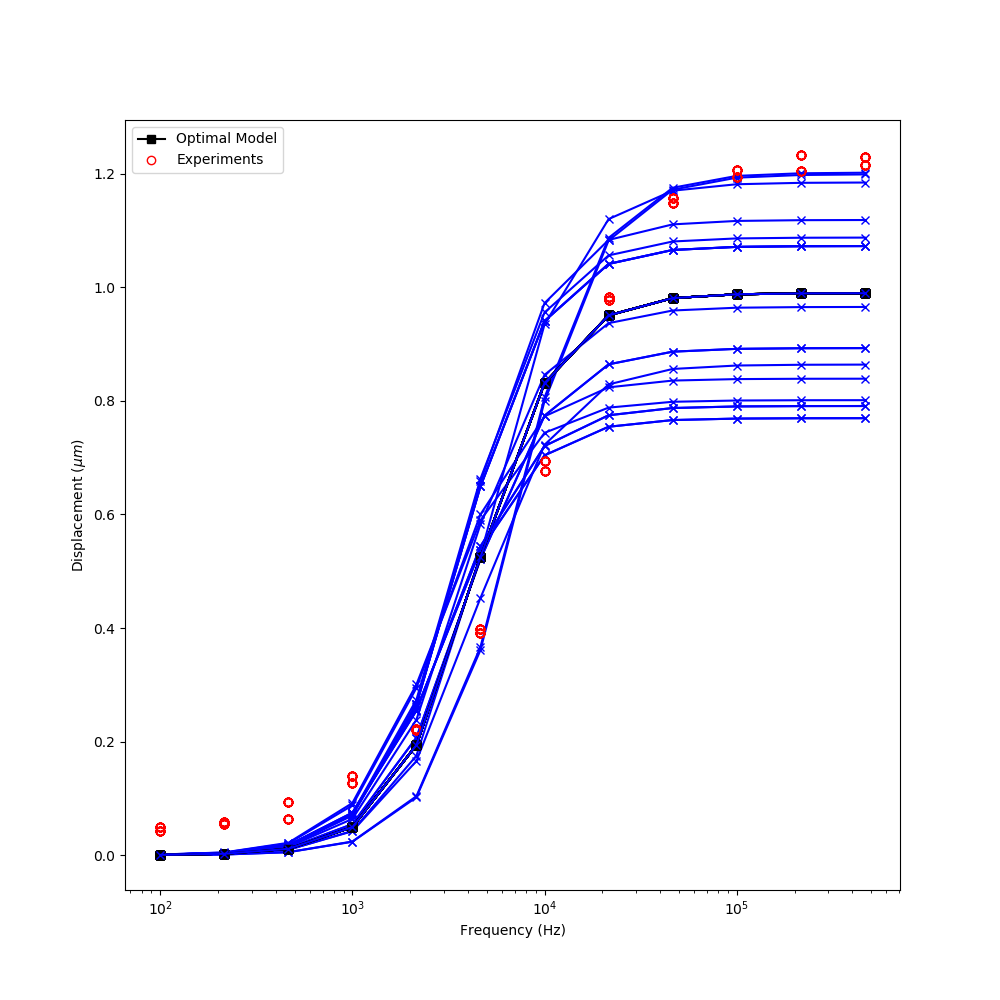 Optimal Model
Experiments
Displacement (μm)
1.2
1.0
0.8
0.6
0.4
0.2
0.0
10²
10³
10⁴
10⁵
Frequency (Hz)